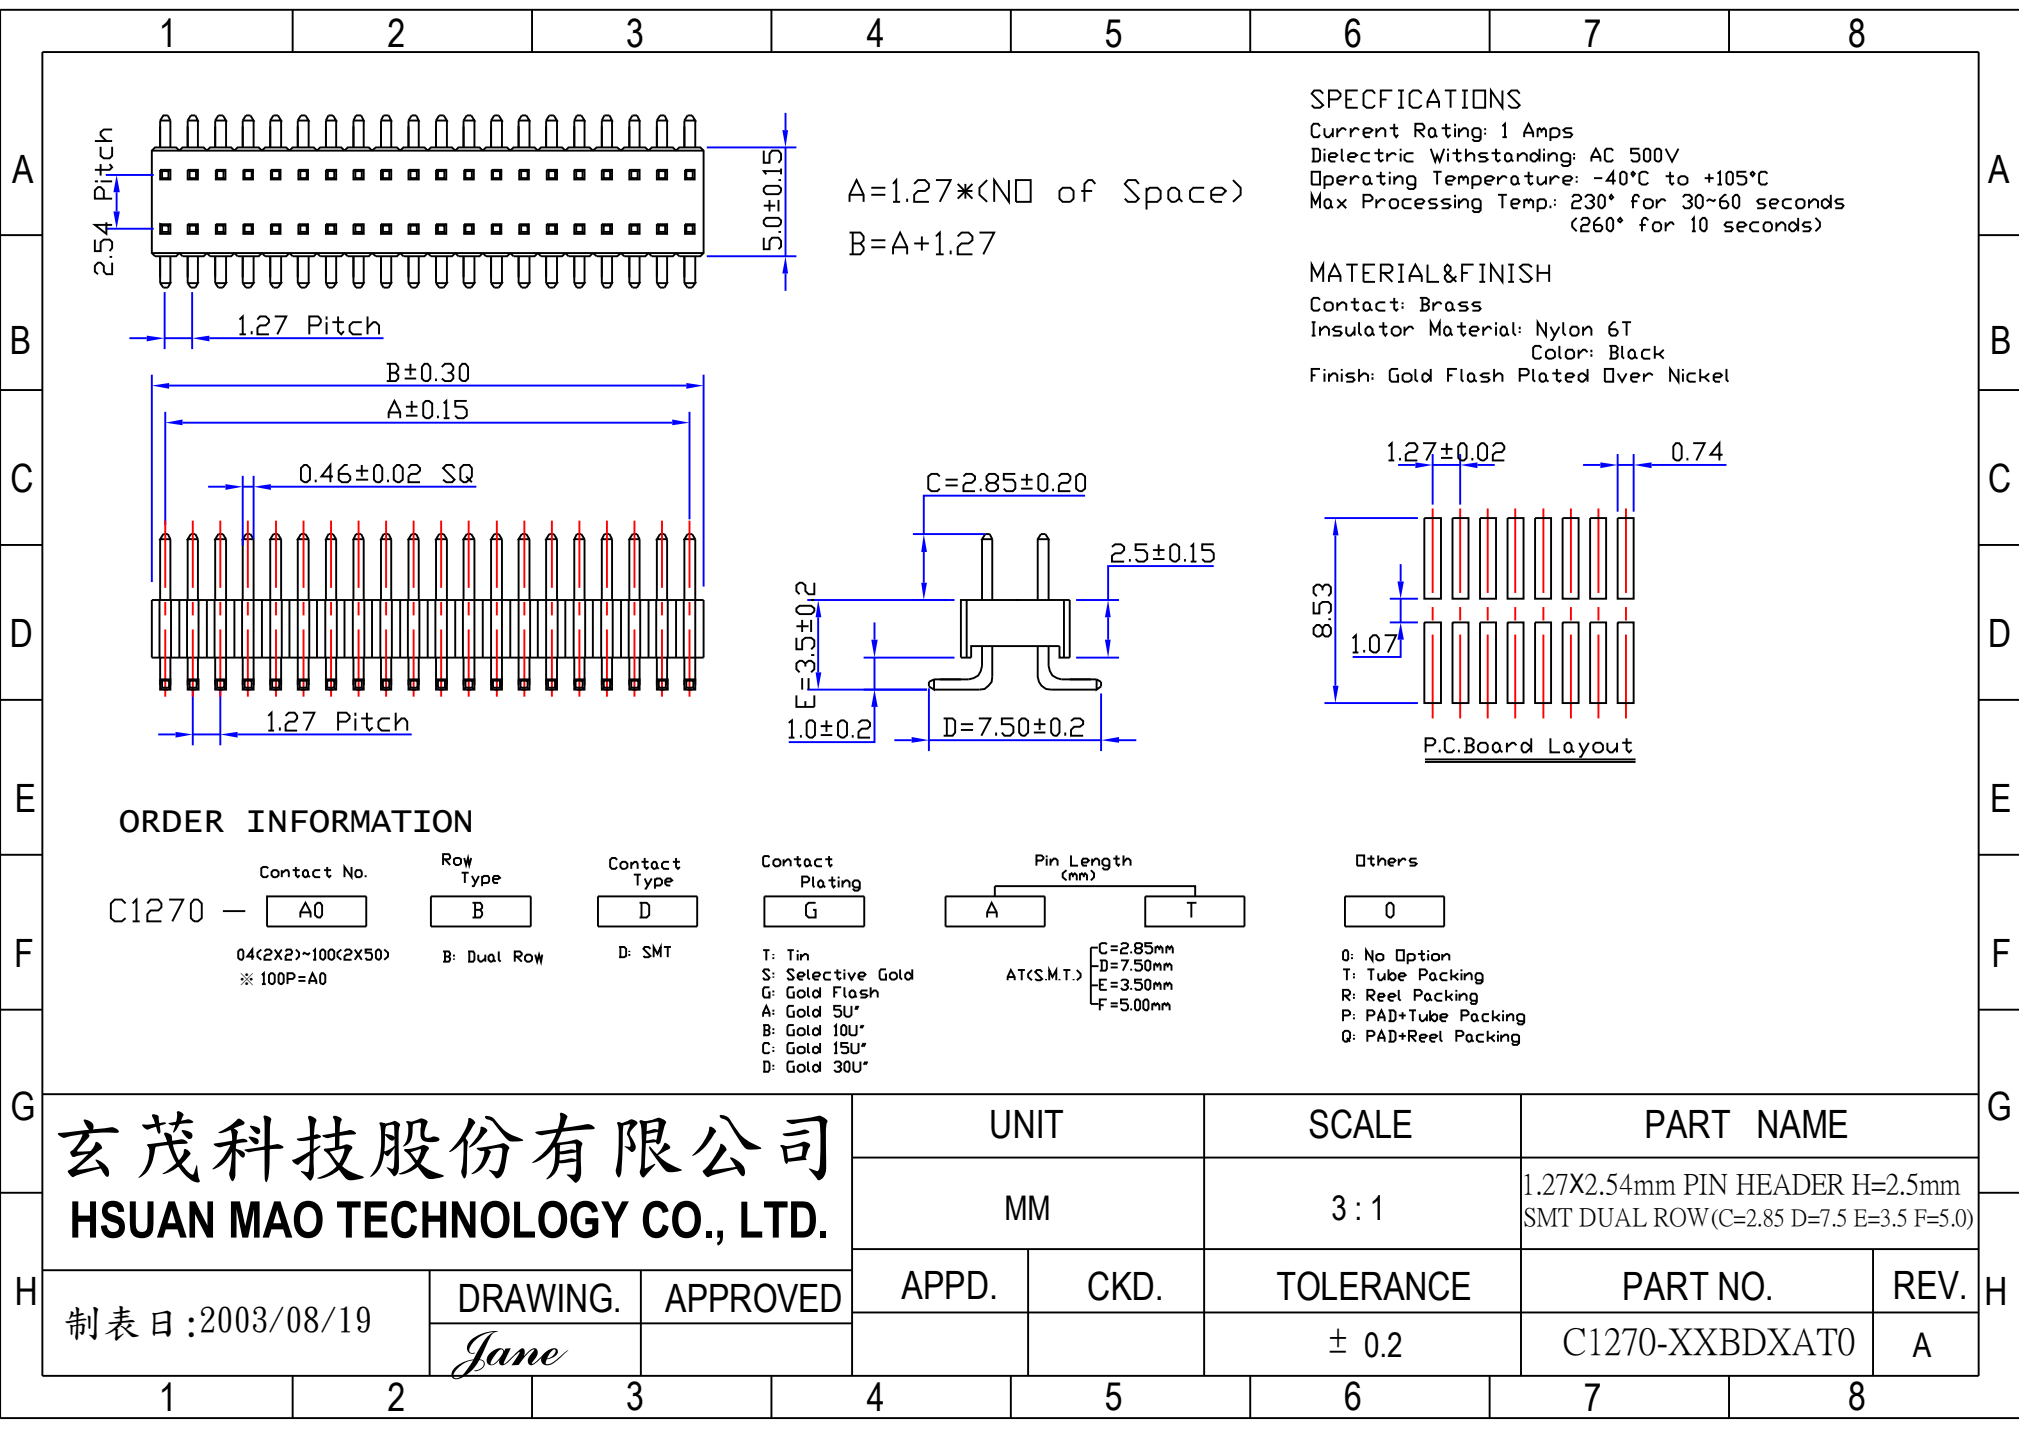 1 2 3 4 5 6 7 8
A
B
C
D
E
F
G
H
A
B
C
D
E
F
G
H
2.54 Pitch
5.0±0.15
1.27 Pitch
A=1.27*(NO of Space)
B=A+1.27
SPECFICATIONS
Current Rating: 1 Amps
Dielectric Withstanding: AC 500V
Operating Temperature: -40°C to +105°C
Max Processing Temp.: 230° for 30~60 seconds
(260° for 10 seconds)
MATERIAL&FINISH
Contact: Brass
Insulator Material: Nylon 6T
Color: Black
Finish: Gold Flash Plated Over Nickel
B±0.30
A±0.15
0.46±0.02 SQ
1.27 Pitch
C=2.85±0.20
2.5±0.15
E=3.5±0.2
1.0±0.2
D=7.50±0.2
1.27±0.02
0.74
8.53
1.07
P.C.Board Layout
ORDER INFORMATION
C1270 —
Contact No.
A0
04(2X2)~100(2X50)
※ 100P=A0
Row
Type
B
B: Dual Row
Contact
Type
D
D: SMT
Contact
Plating
G
T: Tin
S: Selective Gold
G: Gold Flash
A: Gold 5U"
B: Gold 10U"
C: Gold 15U"
D: Gold 30U"
Pin Length
(mm)
A T
AT(S.M.T.)
C=2.85mm
D=7.50mm
E=3.50mm
F=5.00mm
Others
0
0: No Option
T: Tube Packing
R: Reel Packing
P: PAD+Tube Packing
Q: PAD+Reel Packing
玄茂科技股份有限公司
HSUAN MAO TECHNOLOGY CO., LTD.
制表日:2003/08/19
DRAWING.
Jane
APPROVED
UNIT
MM
SCALE
3 : 1
PART NAME
1.27X2.54mm PIN HEADER H=2.5mm
SMT DUAL ROW(C=2.85 D=7.5 E=3.5 F=5.0)
APPD.
CKD.
TOLERANCE
± 0.2
PART NO.
C1270-XXBDXAT0
REV.
A
1 2 3 4 5 6 7 8